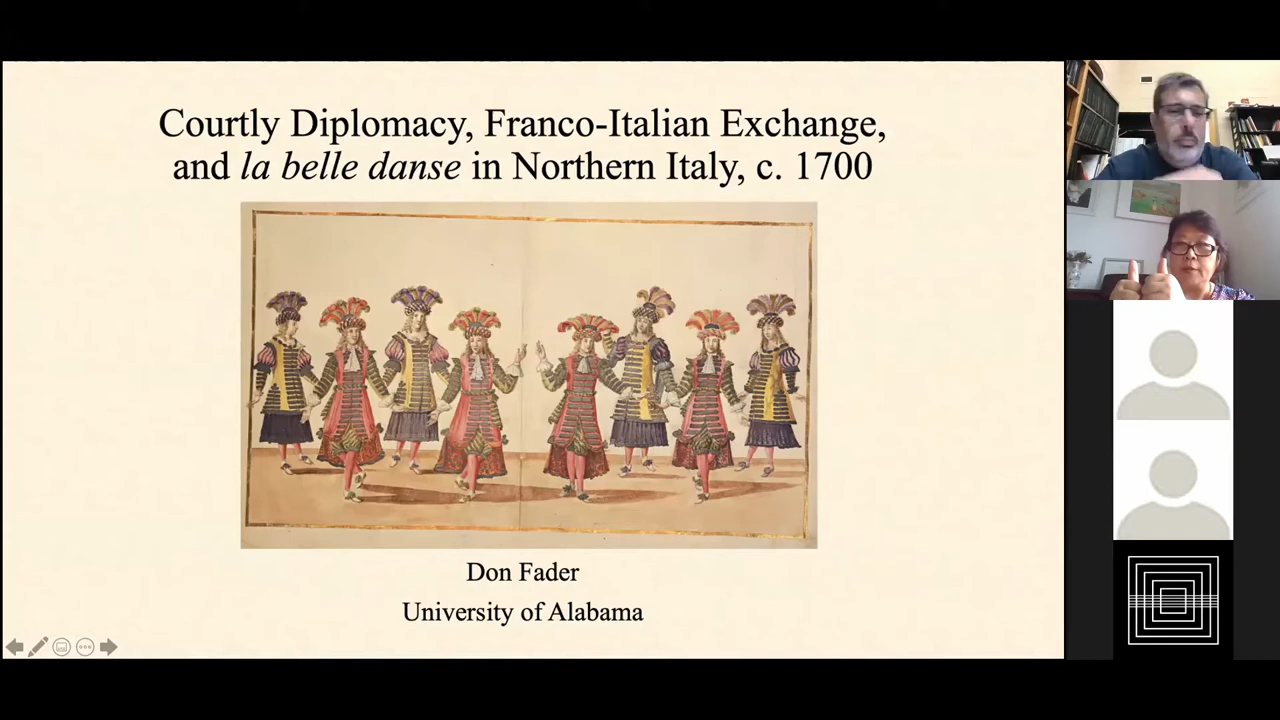 Courtly Diplomacy, Franco-Italian Exchange,
and la belle danse in Northern Italy, c. 1700
Don Fader
University of Alabama